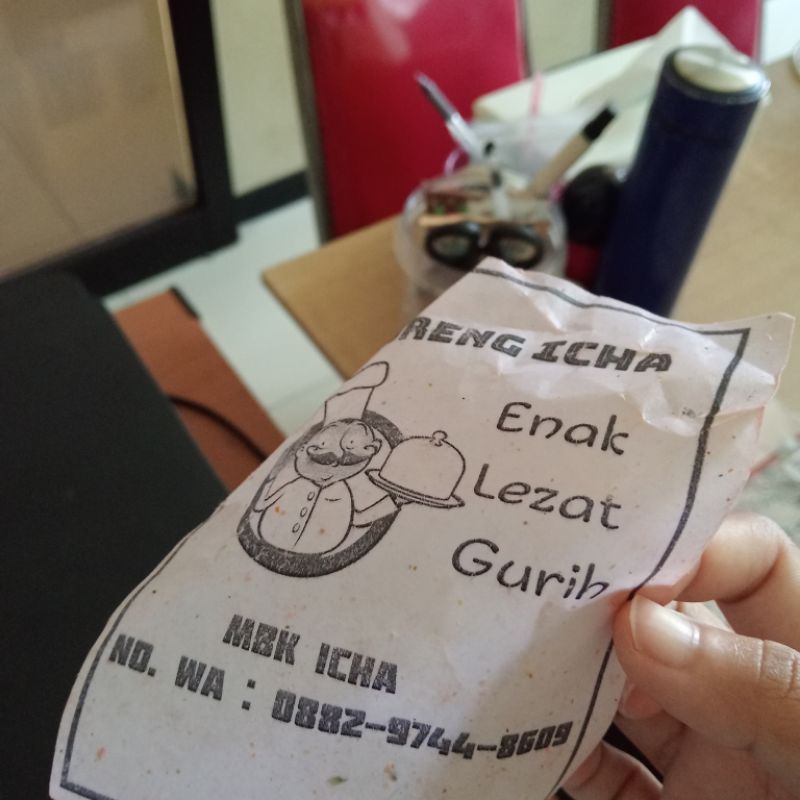 RENG ICHA
Enak
Lezat
Gurih
MBK ICHA
NO. WA : 0882-9744-8609